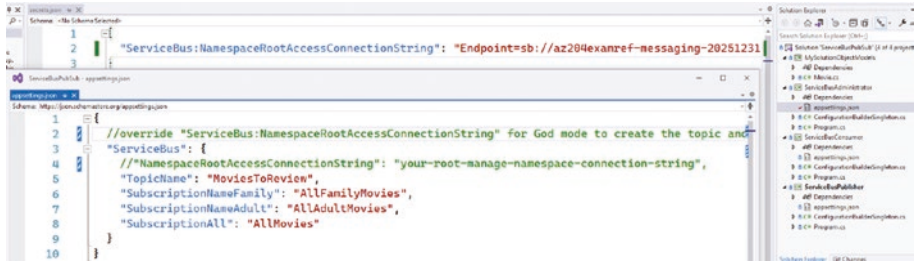 secrets.json
Schema: <No Schema Selected>
1 {
2 "ServiceBus:NamespaceRootAccessConnectionString": "Endpoint=sb://az204examref-messaging-20251231
3
ServiceBusPubSub - appsettings.json
appsettings.json
Schema: https://json.schemastore.org/appsettings.json
1 {
2 //override "ServiceBus:NamespaceRootAccessConnectionString" for God mode to create the topic and
3 "ServiceBus": {
4 //"NamespaceRootAccessConnectionString": "your-root-manage-namespace-connection-string",
5 "TopicName": "MoviesToReview",
6 "SubscriptionNameFamily": "AllFamilyMovies",
7 "SubscriptionNameAdult": "AllAdultMovies",
8 "SubscriptionAll": "AllMovies"
9 }
10 }
Solution Explorer
Search Solution Explorer (Ctrl+;)
Solution 'ServiceBusPubSub' (4 of 4 projects)
MySolutionObjectModels
Dependencies
C# Movie.cs
ServiceBusAdministrator
Dependencies
appsettings.json
C# ConfigurationBuilderSingleton.cs
C# Program.cs
ServiceBusConsumer
Dependencies
appsettings.json
C# ConfigurationBuilderSingleton.cs
C# Program.cs
ServiceBusPublisher
Dependencies
appsettings.json
C# ConfigurationBuilderSingleton.cs
C# Program.cs
Solution Explorer Git Changes